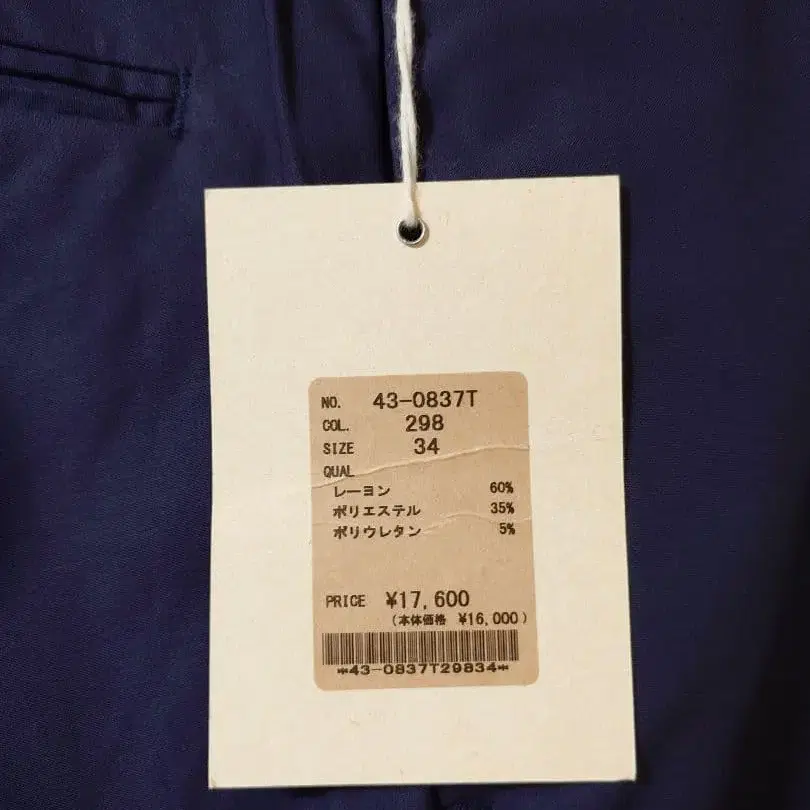 NO. 43-0837T
COL. 298
SIZE 34
QUAL
レーヨン 60%
ポリエステル 35%
ポリウレタン 5%
PRICE ¥17,600
(本体価格 ¥16,000)
*43-0837T29834*